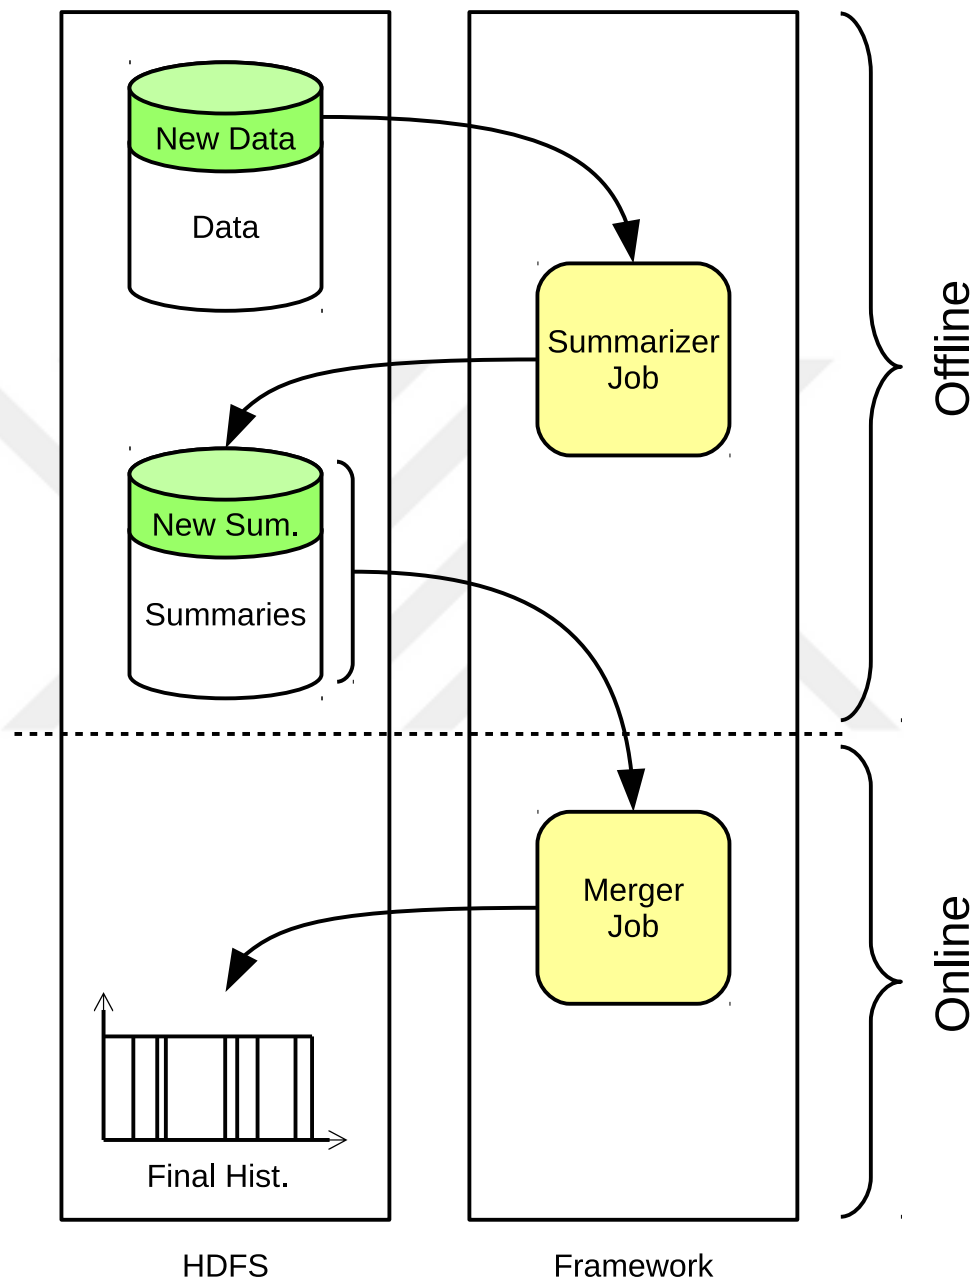 New Data
Data
Summarizer
Job
Offline
New Sum.
Summaries
Merger
Job
Online
Final Hist.
HDFS
Framework